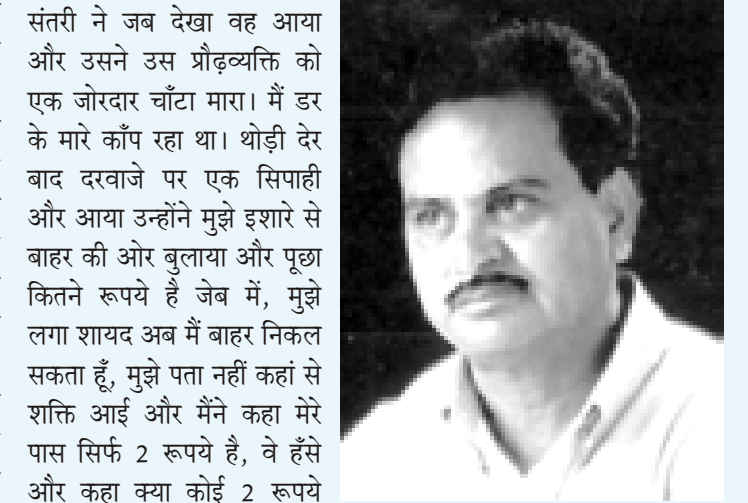 संतरी ने जब देखा वह आया
और उसने उस प्रौढ़व्यक्ति को
एक जोरदार चाँटा मारा। मैं डर
के मारे काँप रहा था। थोड़ी देर
बाद दरवाजे पर एक सिपाही
और आया उन्होंने मुझे इशारे से
बाहर की ओर बुलाया और पूछा
कितने रूपये है जेब में, मुझे
लगा शायद अब मैं बाहर निकल
सकता हूँ, मुझे पता नहीं कहां से
शक्ति आई और मैंने कहा मेरे
पास सिर्फ 2 रूपये है, वे हँसे
और कहा क्या कोई 2 रूपये